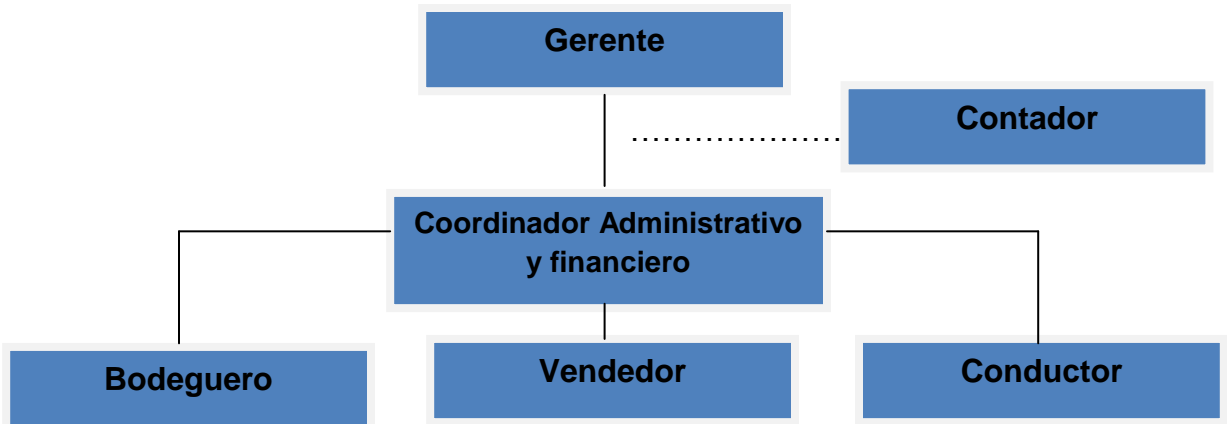 Gerente
Contador
Coordinador Administrativo
y financiero
Bodeguero
Vendedor
Conductor